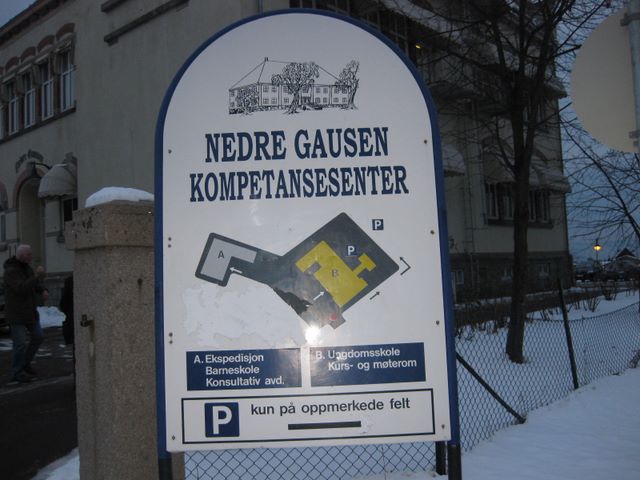 NEDRE GAUSEN
KOMPETANSESENTER
P
P
A
B
A. Ekspedisjon
Barneskole
Konsultativ avd.
B. Ungdomsskole
Kurs- og møterom
P kun på oppmerkede felt